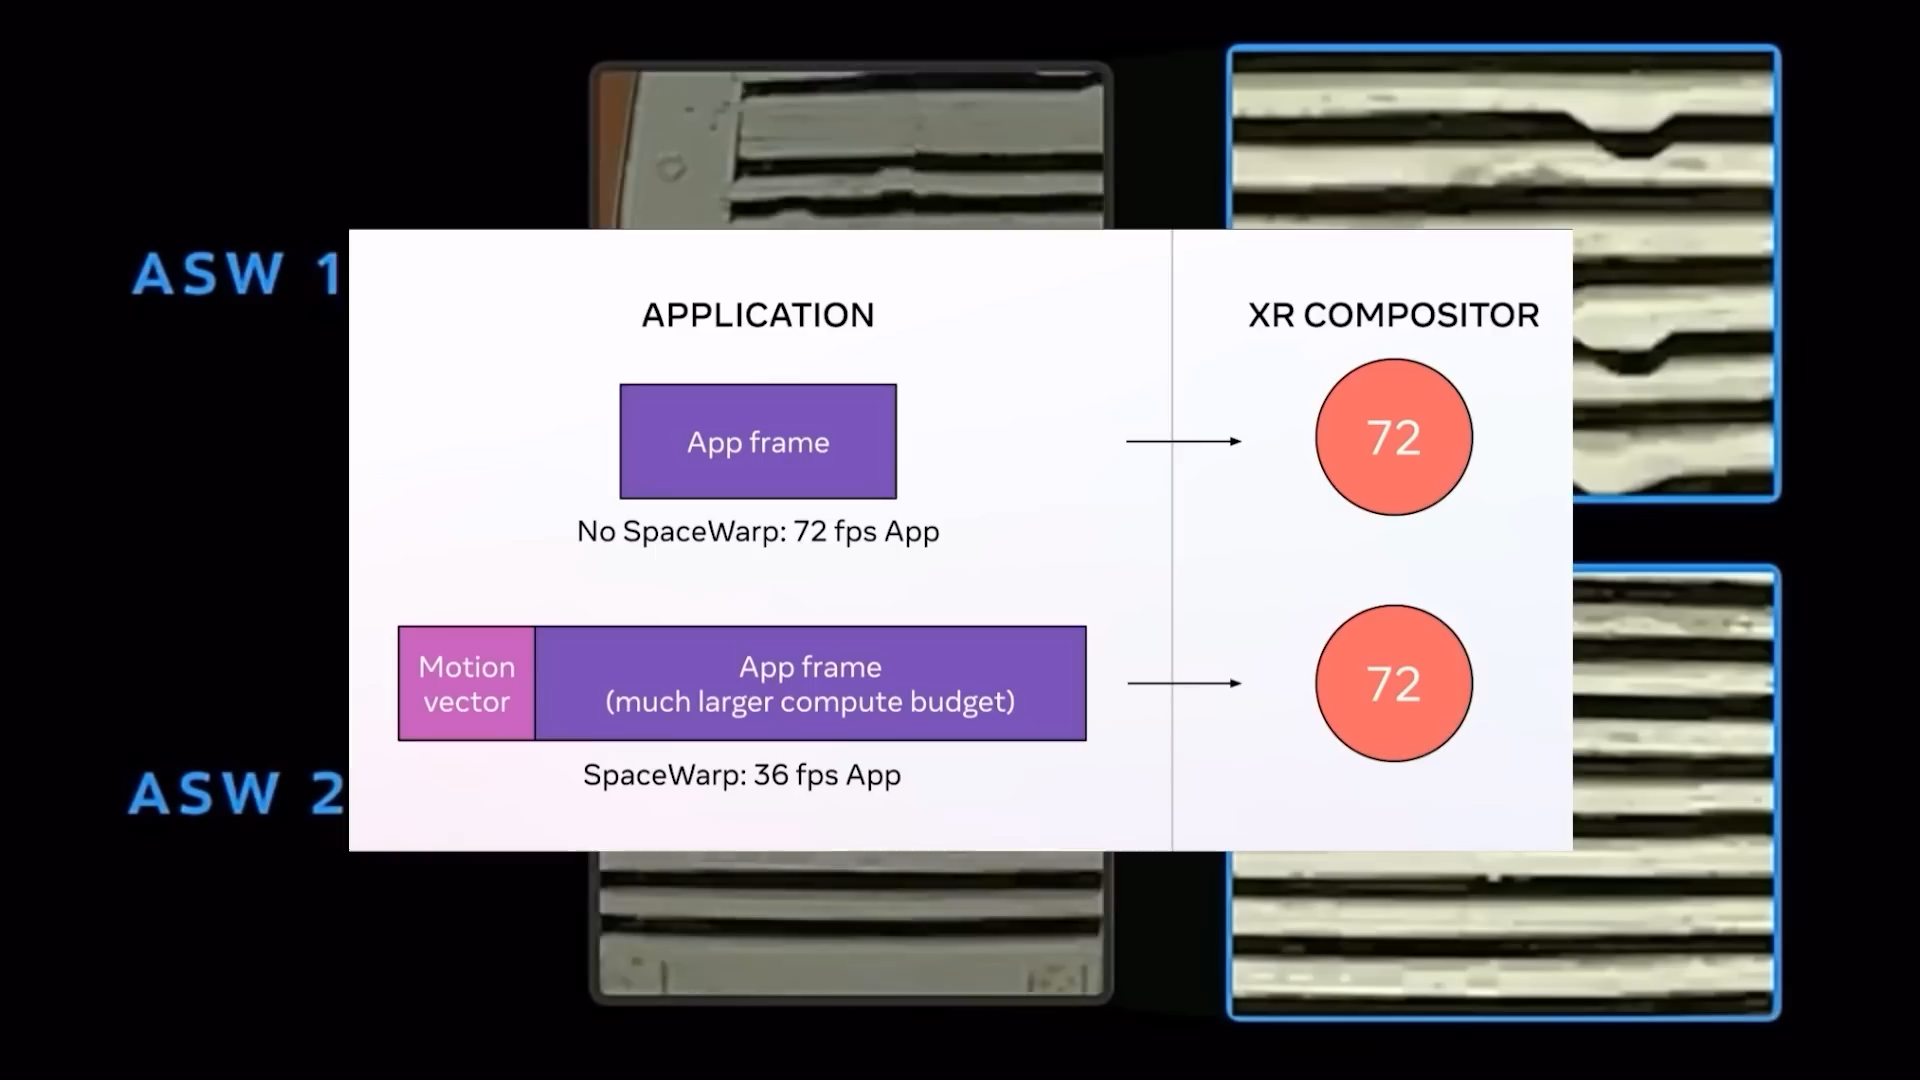 ASW 1
APPLICATION
XR COMPOSITOR
App frame
72
No SpaceWarp: 72 fps App
Motion
vector
App frame
(much larger compute budget)
72
SpaceWarp: 36 fps App
ASW 2